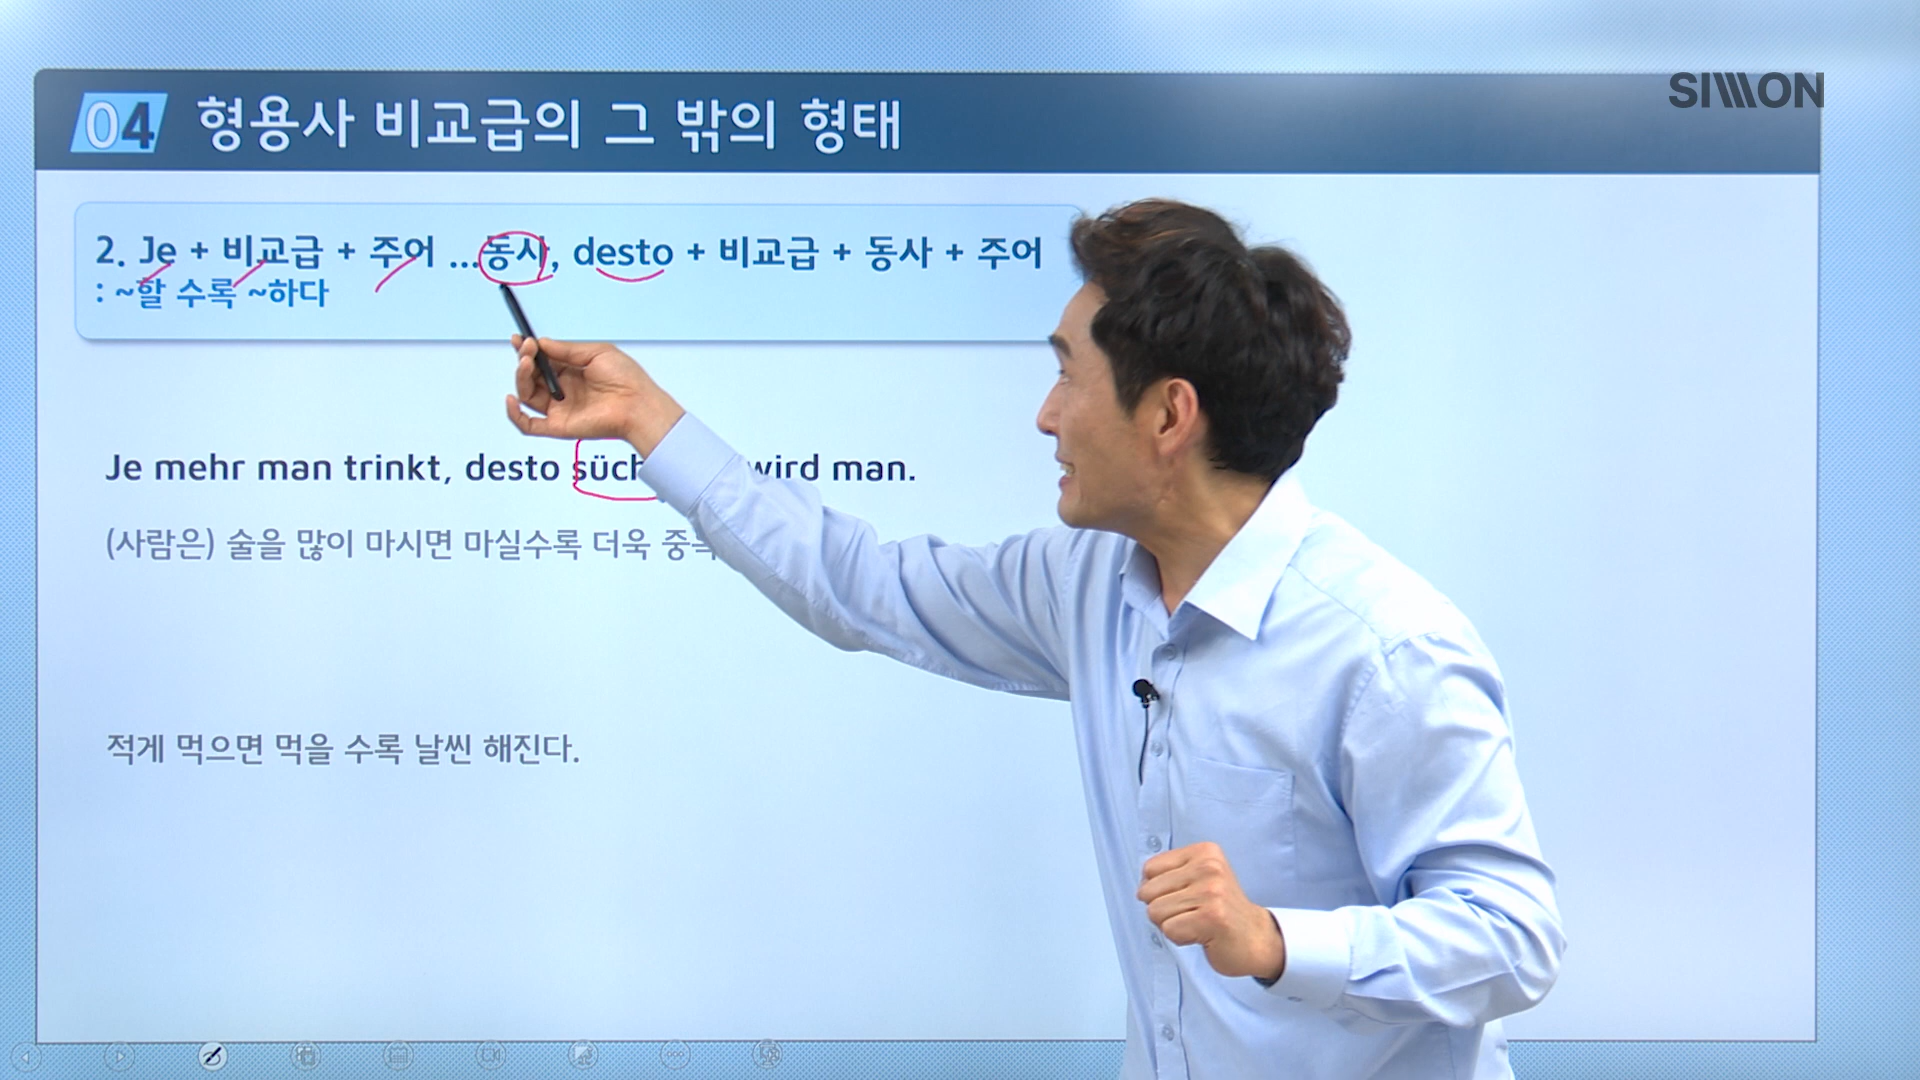 SIWON
04 형용사 비교급의 그 밖의 형태
2. Je + 비교급 + 주어 ...동사, desto + 비교급 + 동사 + 주어
: ~할 수록 ~하다
Je mehr man trinkt, desto wird man.
(사람은) 술을 많이 마시면 마실수록 더욱
적게 먹으면 먹을 수록 날씬 해진다.